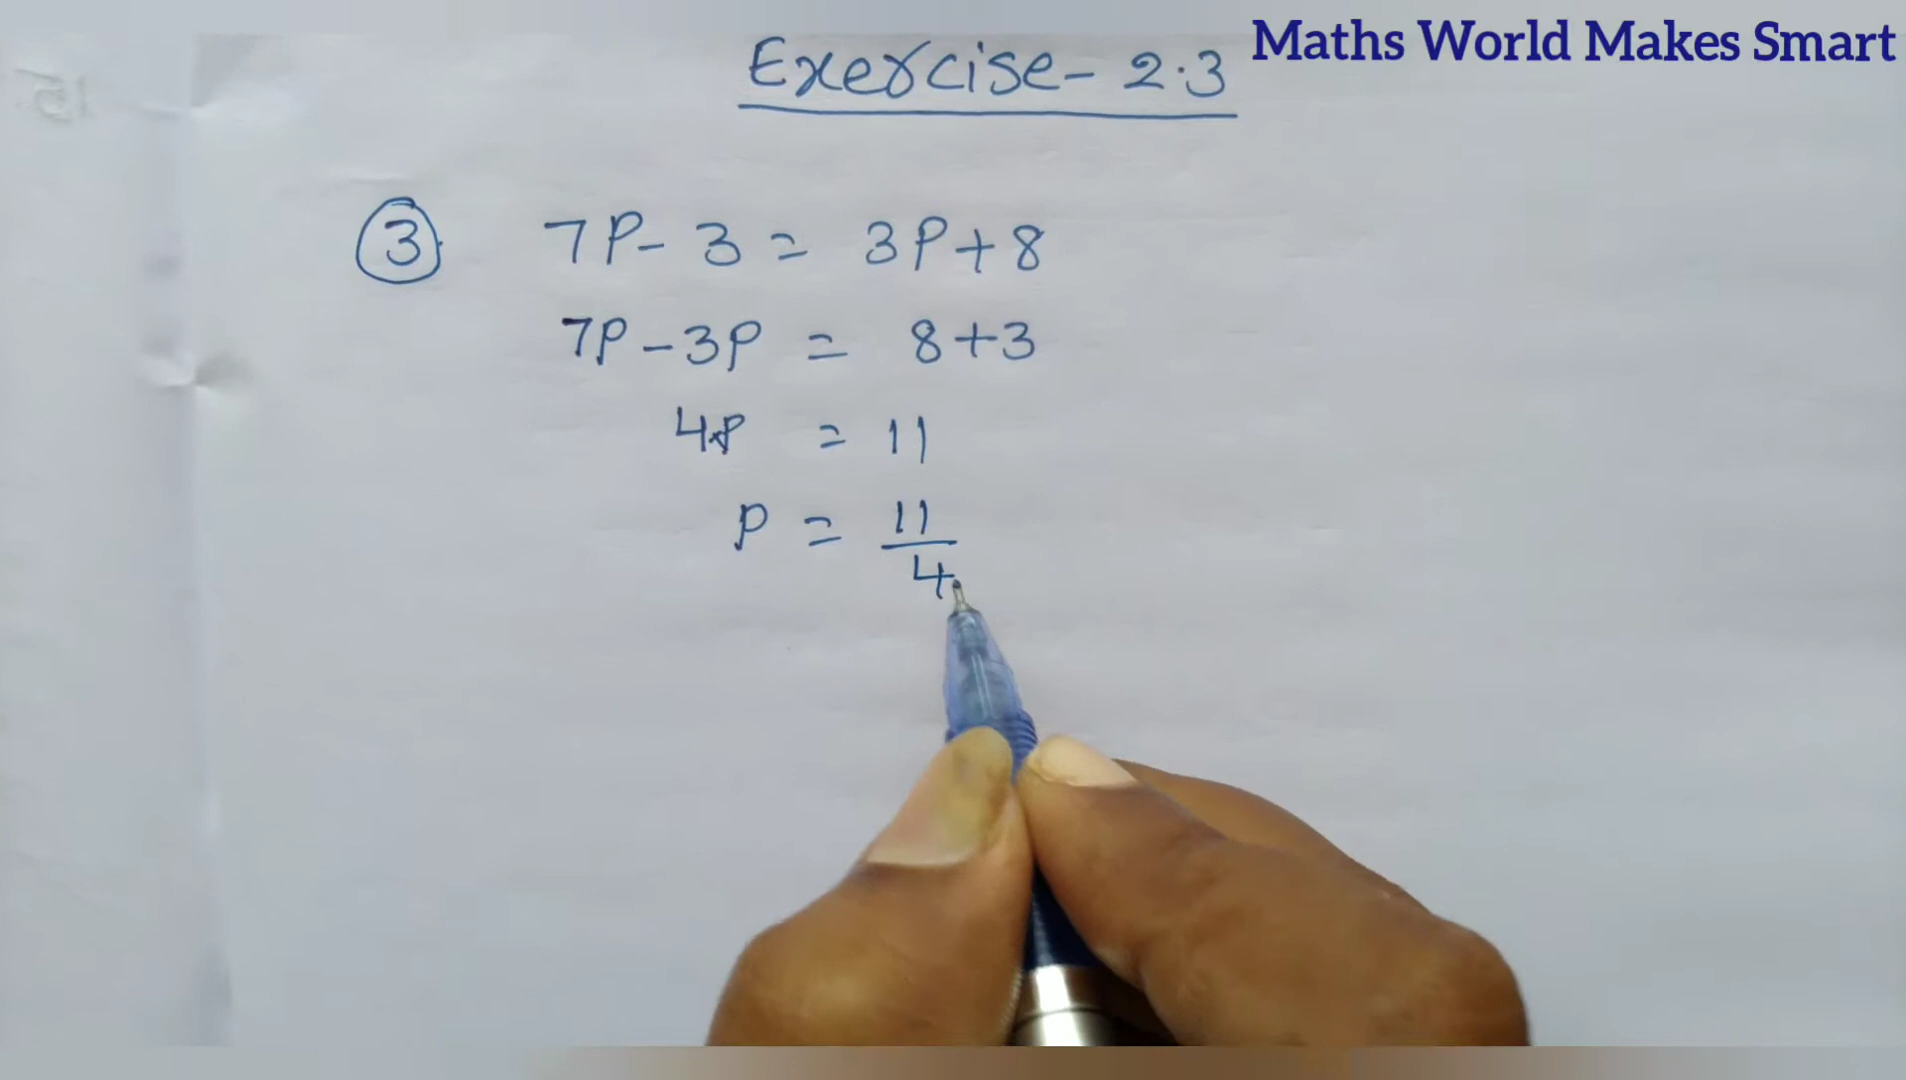 Maths World Makes Smart
Exercise - 2.3
③ 7P - 3 = 3P + 8
7P - 3P = 8 + 3
4P = 11
P = 11/4